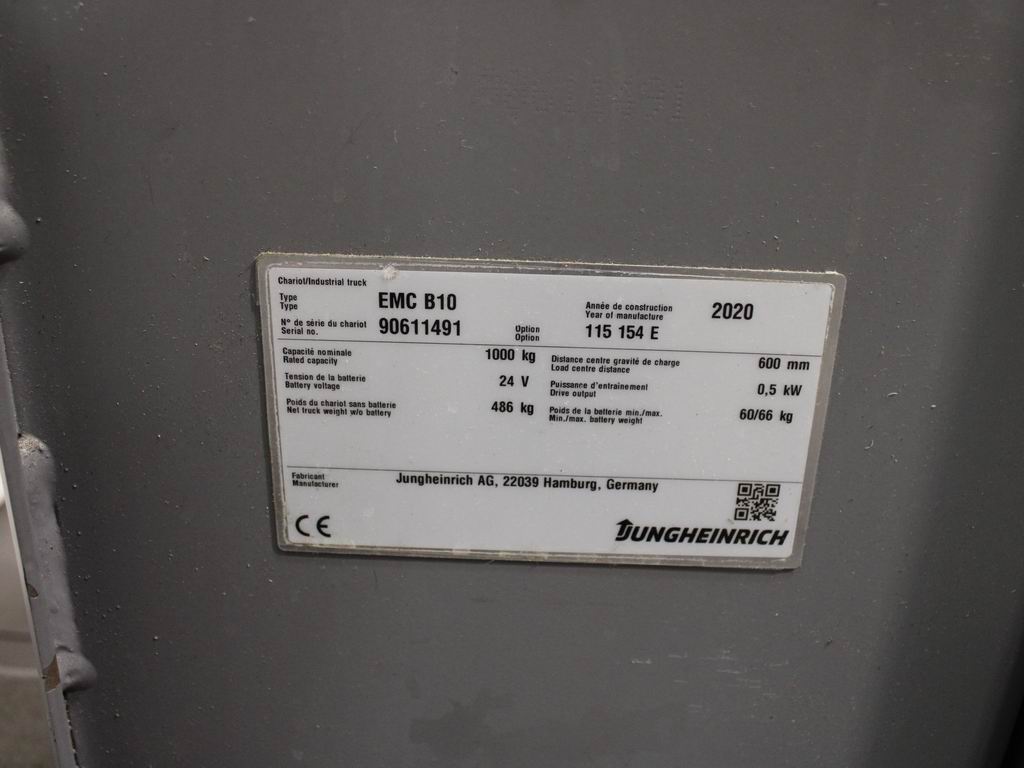 Chariot/Industrial truck
Type
Type
EMC B10
Année de construction
Year of manufacture
2020
N° de série du chariot
Serial no.
90611491
Option
Option
115 154 E
Capacité nominale
Rated capacity
1000 kg
Distance centre gravité de charge
Load centre distance
600 mm
Tension de la batterie
Battery voltage
24 V
Puissance d'entrainement
Drive output
0,5 kW
Poids du chariot sans batterie
Net truck weight w/o battery
486 kg
Poids de la batterie min./max.
Min./max. battery weight
60/66 kg
Fabricant
Manufacturer
Jungheinrich AG, 22039 Hamburg, Germany
CE
JUNGHEINRICH